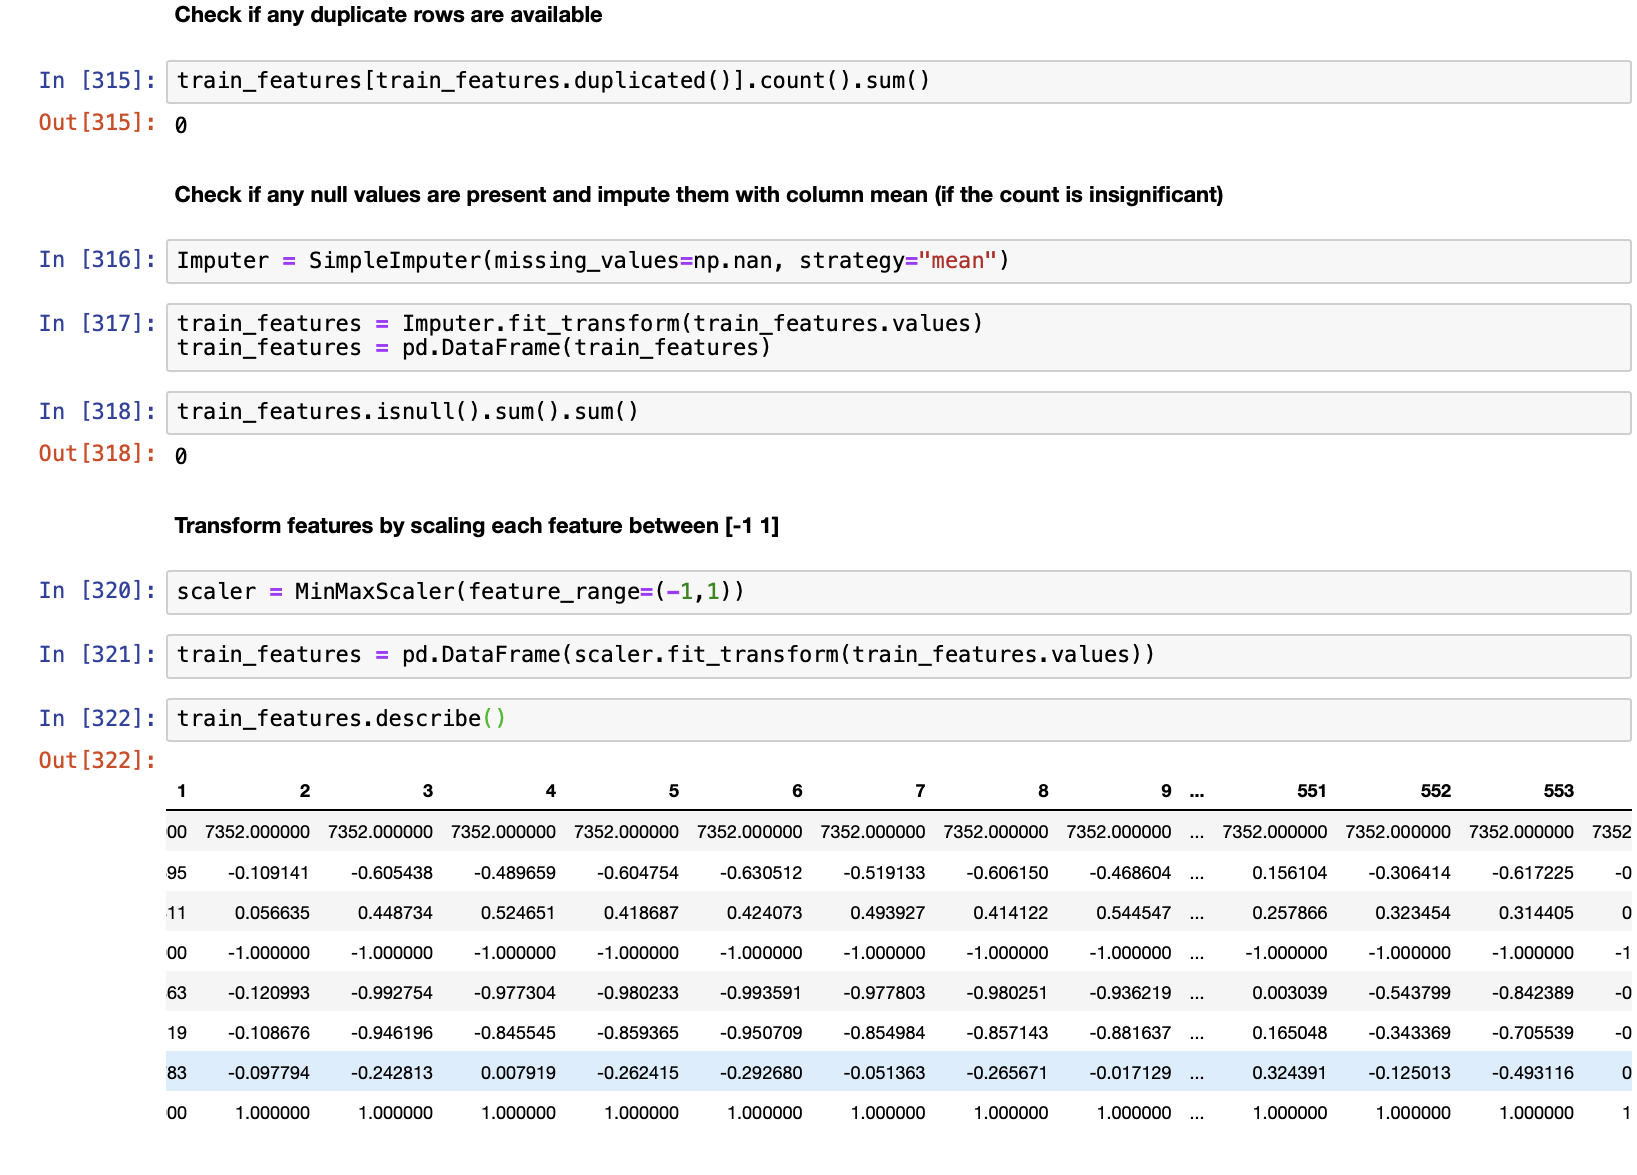 Check if any duplicate rows are available
In [315]: train_features[train_features.duplicated()].count().sum()
Out[315]: 0
Check if any null values are present and impute them with column mean (if the count is insignificant)
In [316]: Imputer = SimpleImputer(missing_values=np.nan, strategy="mean")
In [317]: train_features = Imputer.fit_transform(train_features.values)
train_features = pd.DataFrame(train_features)
In [318]: train_features.isnull().sum().sum()
Out[318]: 0
Transform features by scaling each feature between [-1 1]
In [320]: scaler = MinMaxScaler(feature_range=(-1,1))
In [321]: train_features = pd.DataFrame(scaler.fit_transform(train_features.values))
In [322]: train_features.describe()
Out[322]:
1 2 3 4 5 6 7 8 9 ... 551 552 553
00 7352.000000 7352.000000 7352.000000 7352.000000 7352.000000 7352.000000 7352.000000 7352.000000 ... 7352.000000 7352.000000 7352.000000 7352
95 -0.109141 -0.605438 -0.489659 -0.604754 -0.630512 -0.519133 -0.606150 -0.468604 ... 0.156104 -0.306414 -0.617225 -0
11 0.056635 0.448734 0.524651 0.418687 0.424073 0.493927 0.414122 0.544547 ... 0.257866 0.323454 0.314405 0
00 -1.000000 -1.000000 -1.000000 -1.000000 -1.000000 -1.000000 -1.000000 -1.000000 ... -1.000000 -1.000000 -1.000000 -1
63 -0.120993 -0.992754 -0.977304 -0.980233 -0.993591 -0.977803 -0.980251 -0.936219 ... 0.003039 -0.543799 -0.842389 -0
19 -0.108676 -0.946196 -0.845545 -0.859365 -0.950709 -0.854984 -0.857143 -0.881637 ... 0.165048 -0.343369 -0.705539 -0
83 -0.097794 -0.242813 0.007919 -0.262415 -0.292680 -0.051363 -0.265671 -0.017129 ... 0.324391 -0.125013 -0.493116 0
00 1.000000 1.000000 1.000000 1.000000 1.000000 1.000000 1.000000 1.000000 ... 1.000000 1.000000 1.000000 1